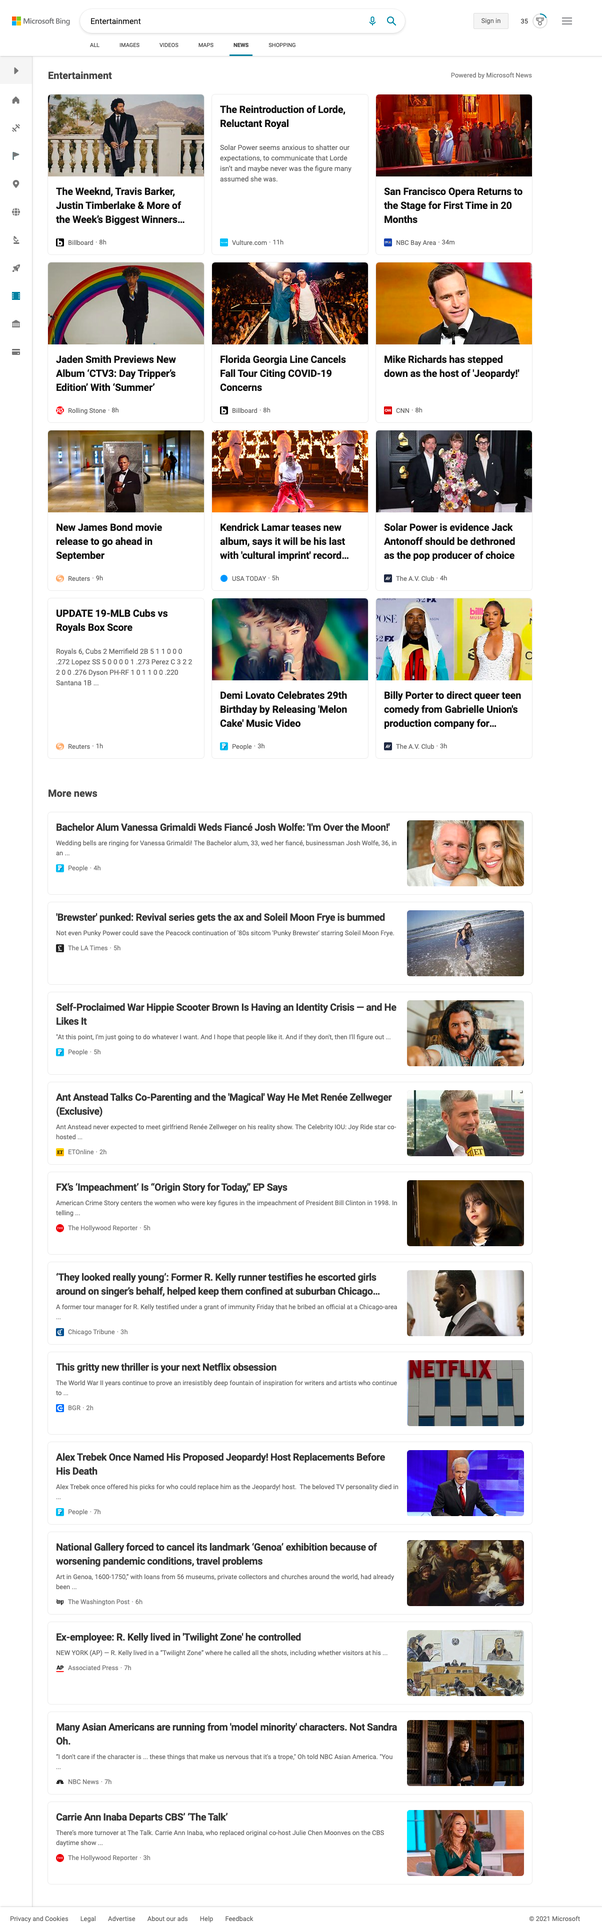 Microsoft Bing
Entertainment
Sign in
35
ALL
IMAGES
VIDEOS
MAPS
NEWS
SHOPPING
Entertainment
Powered by Microsoft News
The Weeknd, Travis Barker,
Justin Timberlake & More of
the Week's Biggest Winners...
Billboard · 8h
The Reintroduction of Lorde,
Reluctant Royal
Solar Power seems anxious to shatter our
expectations, to communicate that Lorde
isn't and maybe never was the figure many
assumed she was.
Vulture.com · 11h
San Francisco Opera Returns to
the Stage for First Time in 20
Months
NBC Bay Area · 34m
Jaden Smith Previews New
Album 'CTV3: Day Tripper's
Edition' With 'Summer'
Rolling Stone · 8h
Florida Georgia Line Cancels
Fall Tour Citing COVID-19
Concerns
Billboard · 8h
Mike Richards has stepped
down as the host of 'Jeopardy!'
CNN · 8h
New James Bond movie
release to go ahead in
September
Reuters · 9h
Kendrick Lamar teases new
album, says it will be his last
with 'cultural imprint' record...
USA TODAY · 5h
Solar Power is evidence Jack
Antonoff should be dethroned
as the pop producer of choice
The A.V. Club · 4h
UPDATE 19-MLB Cubs vs
Royals Box Score
Royals 6, Cubs 2 Merrifield 2B 5 1 1 0 0 0
.272 Lopez SS 5 0 0 0 0 1 .273 Perez C 3 2 2
2 0 0 .276 Dyson PH-RF 1 0 1 1 0 0 .220
Santana 1B ...
Reuters · 1h
Demi Lovato Celebrates 29th
Birthday by Releasing 'Melon
Cake' Music Video
People · 3h
Billy Porter to direct queer teen
comedy from Gabrielle Union's
production company for...
The A.V. Club · 3h
More news
Bachelor Alum Vanessa Grimaldi Weds Fiancé Josh Wolfe: 'I'm Over the Moon!'
Wedding bells are ringing for Vanessa Grimaldi! The Bachelor alum, 33, wed her fiancé, businessman Josh Wolfe, 36, in
an ...
People · 4h
'Brewster' punked: Revival series gets the ax and Soleil Moon Frye is bummed
Not even Punky Power could save the Peacock continuation of '80s sitcom 'Punky Brewster' starring Soleil Moon Frye.
The LA Times · 5h
Self-Proclaimed War Hippie Scooter Brown Is Having an Identity Crisis — and He
Likes It
"At this point, I'm just going to do whatever I want. And I hope that people like it. And if they don't, then I'll figure out ...
People · 5h
Ant Anstead Talks Co-Parenting and the 'Magical' Way He Met Renée Zellweger
(Exclusive)
Ant Anstead never expected to meet girlfriend Renée Zellweger on his reality show. The Celebrity IOU: Joy Ride star co-
hosted ...
ETOnline · 2h
FX's 'Impeachment' Is "Origin Story for Today," EP Says
American Crime Story centers the women who were key figures in the impeachment of President Bill Clinton in 1998. In
telling ...
The Hollywood Reporter · 5h
'They looked really young': Former R. Kelly runner testifies he escorted girls
around on singer's behalf, helped keep them confined at suburban Chicago...
A former tour manager for R. Kelly testified under a grant of immunity Friday that he bribed an official at a Chicago-area
...
Chicago Tribune · 3h
This gritty new thriller is your next Netflix obsession
The World War II years continue to prove an irresistibly deep fountain of inspiration for writers and artists who continue
to ...
BGR · 2h
NETFLIX
Alex Trebek Once Named His Proposed Jeopardy! Host Replacements Before
His Death
Alex Trebek once offered his picks for who could replace him as the Jeopardy! host. The beloved TV personality died in
...
People · 7h
National Gallery forced to cancel its landmark 'Genoa' exhibition because of
worsening pandemic conditions, travel problems
Art in Genoa, 1600-1750," with loans from 56 museums, private collectors and churches around the world, had already
been ...
The Washington Post · 6h
Ex-employee: R. Kelly lived in 'Twilight Zone' he controlled
NEW YORK (AP) — R. Kelly lived in a "Twilight Zone" where he called all the shots, including whether visitors at his ...
Associated Press · 7h
Many Asian Americans are running from 'model minority' characters. Not Sandra
Oh.
"I don't care if the character is ... these things that make us nervous that it's a trope," Oh told NBC Asian America. "You
...
NBC News · 7h
Carrie Ann Inaba Departs CBS' 'The Talk'
There's more turnover at The Talk. Carrie Ann Inaba, who replaced original co-host Julie Chen Moonves on the CBS
daytime show ...
The Hollywood Reporter · 3h
Privacy and Cookies
Legal
Advertise
About our ads
Help
Feedback
© 2021 Microsoft